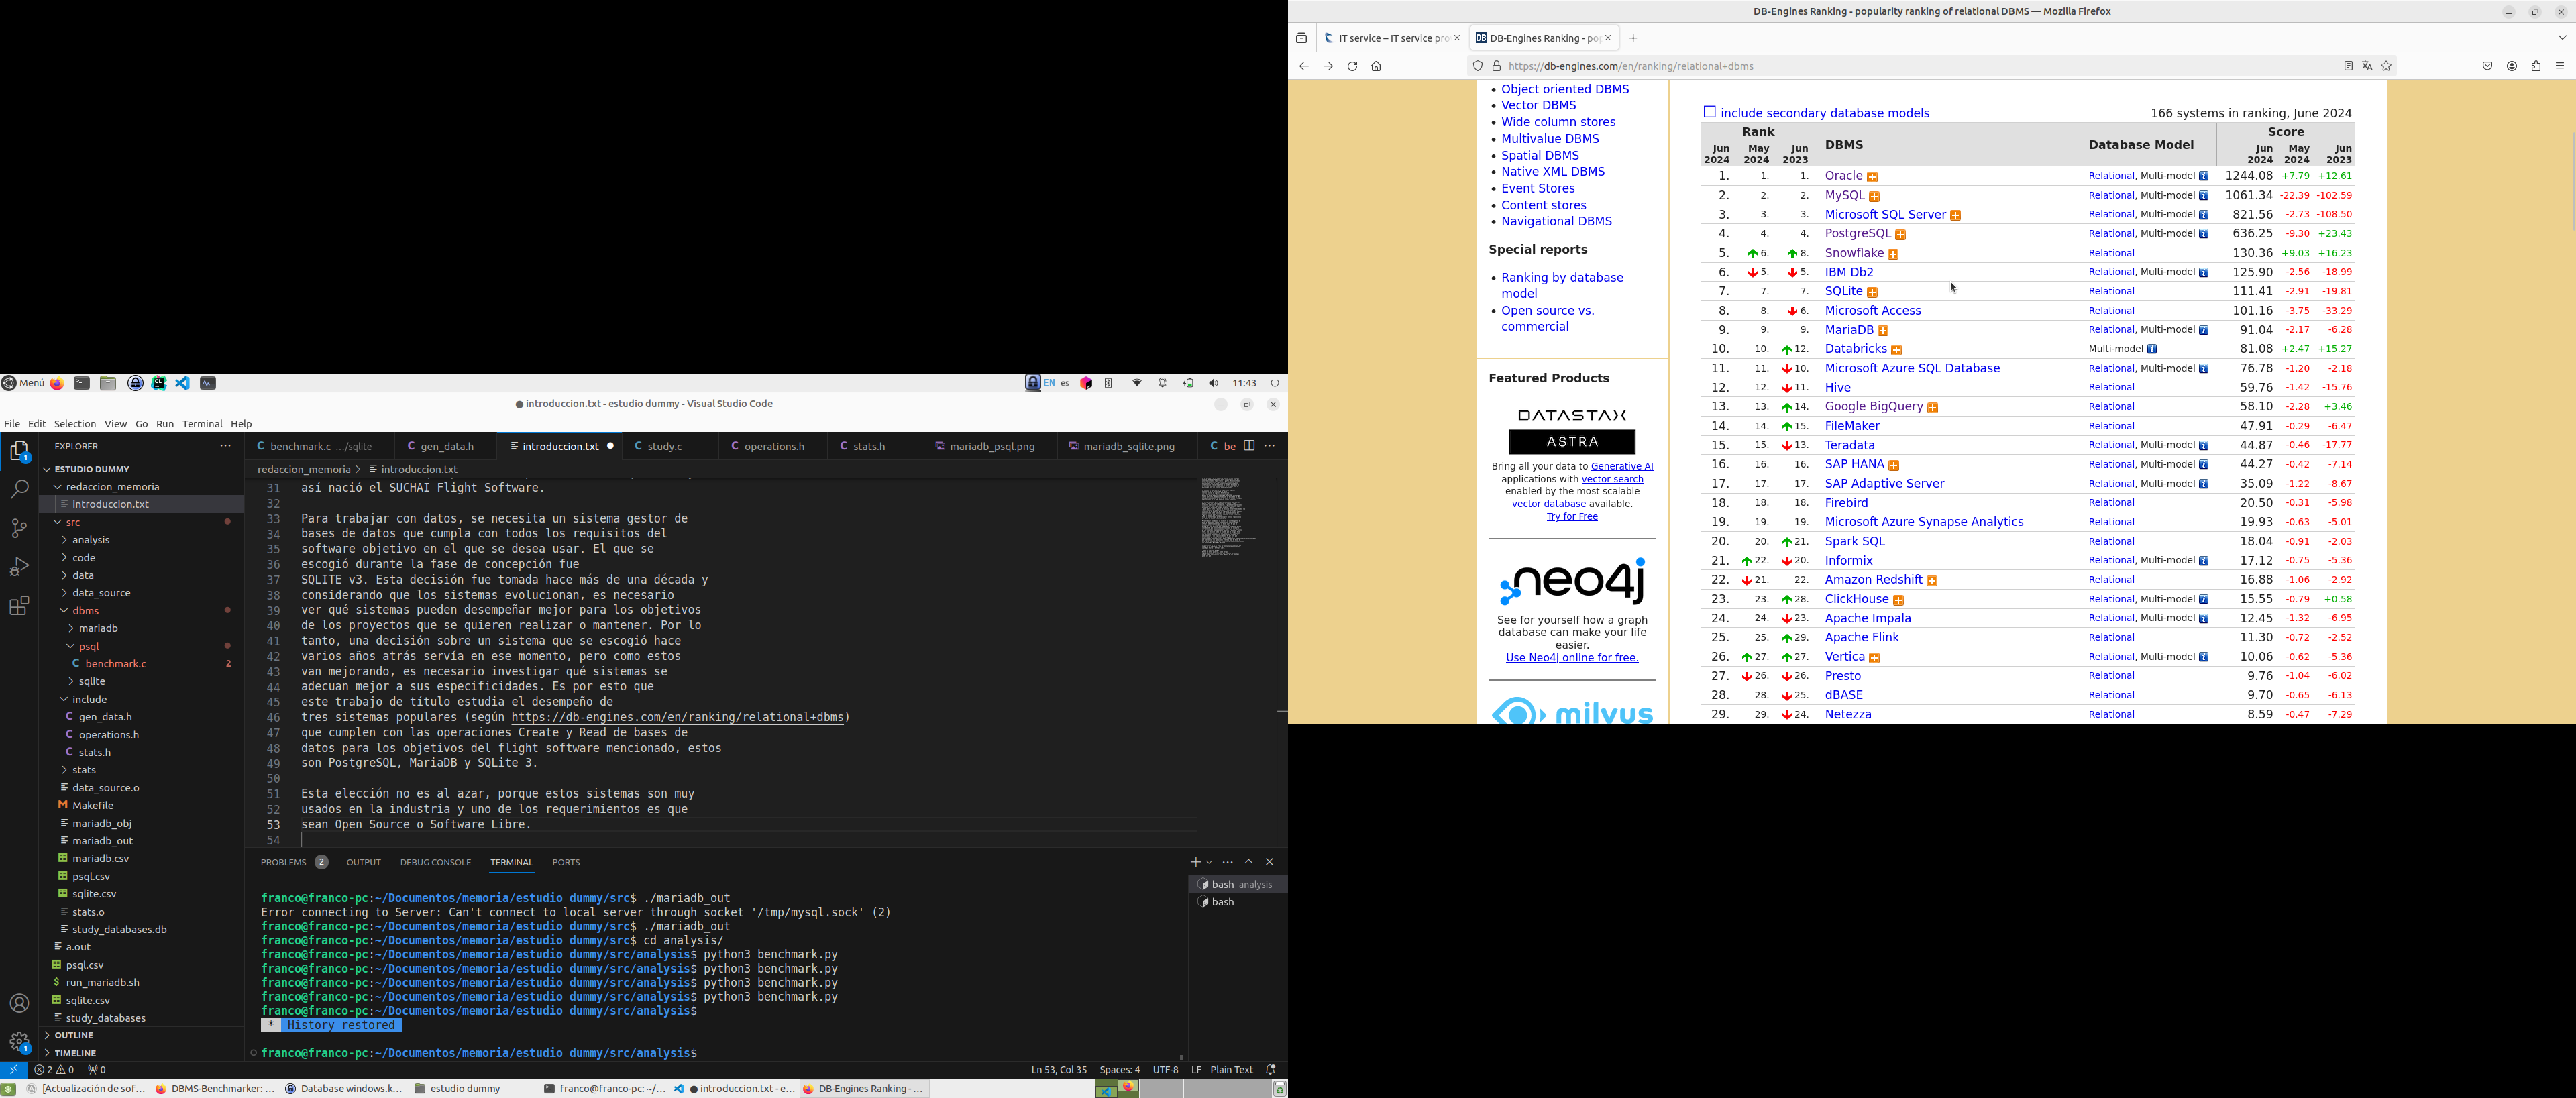 Menú
EN es 11:43
● introduccion.txt - estudio dummy - Visual Studio Code
File Edit Selection View Go Run Terminal Help
EXPLORER
ESTUDIO DUMMY
redaccion_memoria
introduccion.txt
src
analysis
code
data
data_source
dbms
mariadb
psql
benchmark.c 2
sqlite
include
gen_data.h
operations.h
stats.h
stats
data_source.o
Makefile
mariadb_obj
mariadb_out
mariadb.csv
psql.csv
sqlite.csv
stats.o
study_databases.db
a.out
psql.csv
run_mariadb.sh
sqlite.csv
study_databases
OUTLINE
TIMELINE
benchmark.c .../sqlite gen_data.h introduccion.txt study.c operations.h stats.h mariadb_psql.png mariadb_sqlite.png be
redaccion_memoria > introduccion.txt
31 así nació el SUCHAI Flight Software.
32
33 Para trabajar con datos, se necesita un sistema gestor de
34 bases de datos que cumpla con todos los requisitos del
35 software objetivo en el que se desea usar. El que se
36 escogió durante la fase de concepción fue
37 SQLITE v3. Esta decisión fue tomada hace más de una década y
38 considerando que los sistemas evolucionan, es necesario
39 ver qué sistemas pueden desempeñar mejor para los objetivos
40 de los proyectos que se quieren realizar o mantener. Por lo
41 tanto, una decisión sobre un sistema que se escogió hace
42 varios años atrás servía en ese momento, pero como estos
43 van mejorando, es necesario investigar qué sistemas se
44 adecuan mejor a sus especificidades. Es por esto que
45 este trabajo de título estudia el desempeño de
46 tres sistemas populares (según https://db-engines.com/en/ranking/relational+dbms)
47 que cumplen con las operaciones Create y Read de bases de
48 datos para los objetivos del flight software mencionado, estos
49 son PostgreSQL, MariaDB y SQLite 3.
50
51 Esta elección no es al azar, porque estos sistemas son muy
52 usados en la industria y uno de los requerimientos es que
53 sean Open Source o Software Libre.
54
PROBLEMS 2 OUTPUT DEBUG CONSOLE TERMINAL PORTS
franco@franco-pc:~/Documentos/memoria/estudio dummy/src$ ./mariadb_out
Error connecting to Server: Can't connect to local server through socket '/tmp/mysql.sock' (2)
franco@franco-pc:~/Documentos/memoria/estudio dummy/src$ ./mariadb_out
franco@franco-pc:~/Documentos/memoria/estudio dummy/src$ cd analysis/
franco@franco-pc:~/Documentos/memoria/estudio dummy/src/analysis$ python3 benchmark.py
franco@franco-pc:~/Documentos/memoria/estudio dummy/src/analysis$ python3 benchmark.py
franco@franco-pc:~/Documentos/memoria/estudio dummy/src/analysis$ python3 benchmark.py
franco@franco-pc:~/Documentos/memoria/estudio dummy/src/analysis$ python3 benchmark.py
franco@franco-pc:~/Documentos/memoria/estudio dummy/src/analysis$
* History restored
franco@franco-pc:~/Documentos/memoria/estudio dummy/src/analysis$
bash analysis
bash
2 0 0 Ln 53, Col 35 Spaces: 4 UTF-8 LF Plain Text
[Actualización de sof... DBMS-Benchmarker: ... Database windows.k... estudio dummy franco@franco-pc: ~/... ● introduccion.txt - e... DB-Engines Ranking - ...
DB-Engines Ranking - popularity ranking of relational DBMS — Mozilla Firefox
IT service – IT service pro DB-Engines Ranking - po
https://db-engines.com/en/ranking/relational+dbms
Object oriented DBMS
Vector DBMS
Wide column stores
Multivalue DBMS
Spatial DBMS
Native XML DBMS
Event Stores
Content stores
Navigational DBMS
Special reports
Ranking by database
model
Open source vs.
commercial
Featured Products
DATASTAX
ASTRA
Bring all your data to Generative AI
applications with vector search
enabled by the most scalable
vector database available.
Try for Free
neo4j
See for yourself how a graph
database can make your life
easier.
Use Neo4j online for free.
milvus
include secondary database models 166 systems in ranking, June 2024
Rank DBMS Database Model Score
Jun 2024 May 2024 Jun 2023 Jun 2024 May 2024 Jun 2023
1. 1. 1. Oracle Relational, Multi-model 1244.08 +7.79 +12.61
2. 2. 2. MySQL Relational, Multi-model 1061.34 -22.39 -102.59
3. 3. 3. Microsoft SQL Server Relational, Multi-model 821.56 -2.73 -108.50
4. 4. 4. PostgreSQL Relational, Multi-model 636.25 -9.30 +23.43
5. 6. 8. Snowflake Relational 130.36 +9.03 +16.23
6. 5. 5. IBM Db2 Relational, Multi-model 125.90 -2.56 -18.99
7. 7. 7. SQLite Relational 111.41 -2.91 -19.81
8. 8. 6. Microsoft Access Relational 101.16 -3.75 -33.29
9. 9. 9. MariaDB Relational, Multi-model 91.04 -2.17 -6.28
10. 10. 12. Databricks Multi-model 81.08 +2.47 +15.27
11. 11. 10. Microsoft Azure SQL Database Relational, Multi-model 76.78 -1.20 -2.18
12. 12. 11. Hive Relational 59.76 -1.42 -15.76
13. 13. 14. Google BigQuery Relational 58.10 -2.28 +3.46
14. 14. 15. FileMaker Relational 47.91 -0.29 -6.47
15. 15. 13. Teradata Relational, Multi-model 44.87 -0.46 -17.77
16. 16. 16. SAP HANA Relational, Multi-model 44.27 -0.42 -7.14
17. 17. 17. SAP Adaptive Server Relational, Multi-model 35.09 -1.22 -8.67
18. 18. 18. Firebird Relational 20.50 -0.31 -5.98
19. 19. 19. Microsoft Azure Synapse Analytics Relational 19.93 -0.63 -5.01
20. 20. 21. Spark SQL Relational 18.04 -0.91 -2.03
21. 22. 20. Informix Relational, Multi-model 17.12 -0.75 -5.36
22. 21. 22. Amazon Redshift Relational 16.88 -1.06 -2.92
23. 23. 28. ClickHouse Relational, Multi-model 15.55 -0.79 +0.58
24. 24. 23. Apache Impala Relational, Multi-model 12.45 -1.32 -6.95
25. 25. 29. Apache Flink Relational 11.30 -0.72 -2.52
26. 27. 27. Vertica Relational, Multi-model 10.06 -0.62 -5.36
27. 26. 26. Presto Relational 9.76 -1.04 -6.02
28. 28. 25. dBASE Relational 9.70 -0.65 -6.13
29. 29. 24. Netezza Relational 8.59 -0.47 -7.29